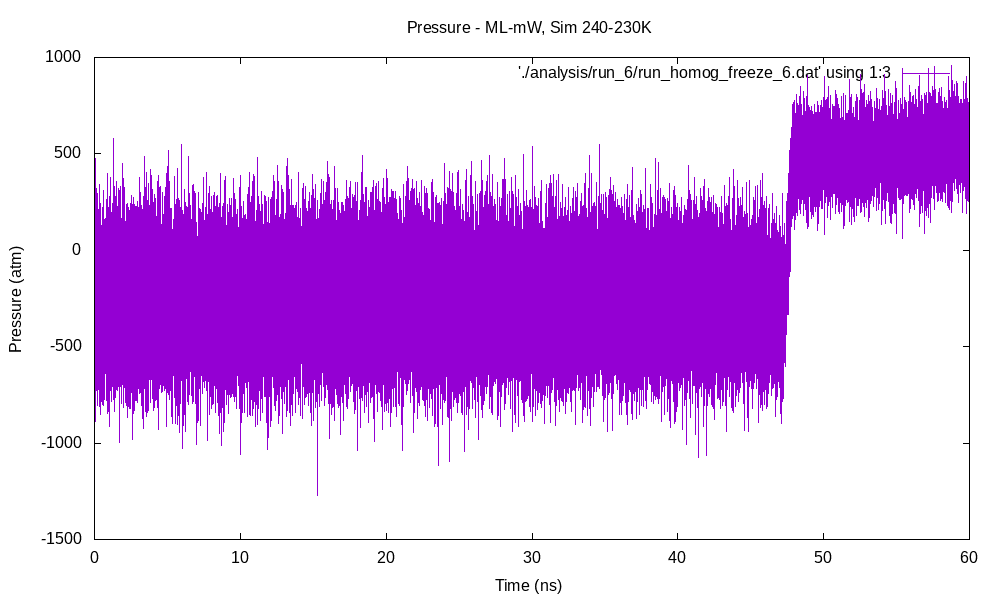 Pressure - ML-mW, Sim 240-230K
1000
'./analysis/run_6/run_homog_freeze_6.dat' using 1:3
500
0
-500
-1000
-1500
Pressure (atm)
0 10 20 30 40 50 60
Time (ns)